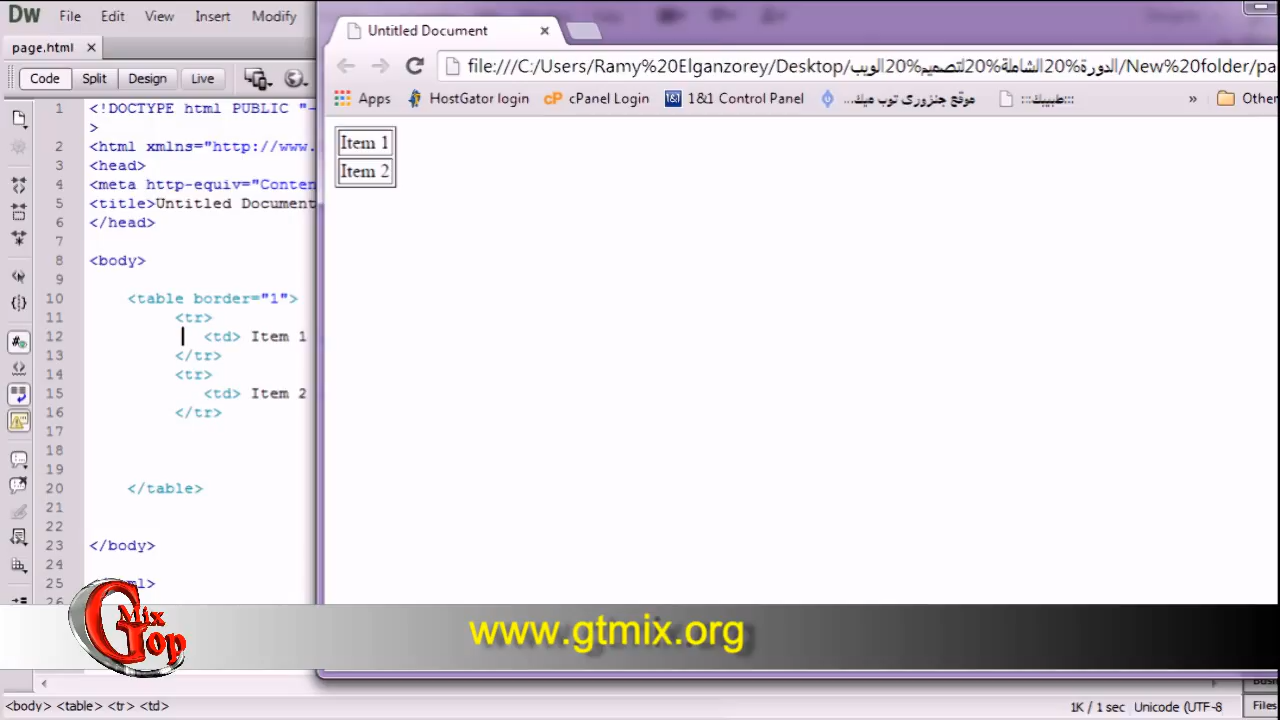 Dw File Edit View Insert Modify
page.html ×
Code Split Design Live
1 <!DOCTYPE html PUBLIC "-
>
2 <html xmlns="http://www.
3 <head>
4 <meta http-equiv="Conten
5 <title>Untitled Document
6 </head>
7
8 <body>
9
10 <table border="1">
11 <tr>
12 <td> Item 1
13 </tr>
14 <tr>
15 <td> Item 2
16 </tr>
17
18
19
20 </table>
21
22
23 </body>
24
25 ml>
26
<body> <table> <tr> <td>
Untitled Document ×
file:///C:/Users/Ramy%20Elganzorey/Desktop/الدورة%20الشاملة%20لتصميم%20الويب/New%20folder/pa
Apps HostGator login cPanel Login 1&1 Control Panel موقع جنزورى توب ميك... :::طبيبك::: » Other
Item 1
Item 2
G Mix Top
www.gtmix.org
1K / 1 sec Unicode (UTF-8
Files